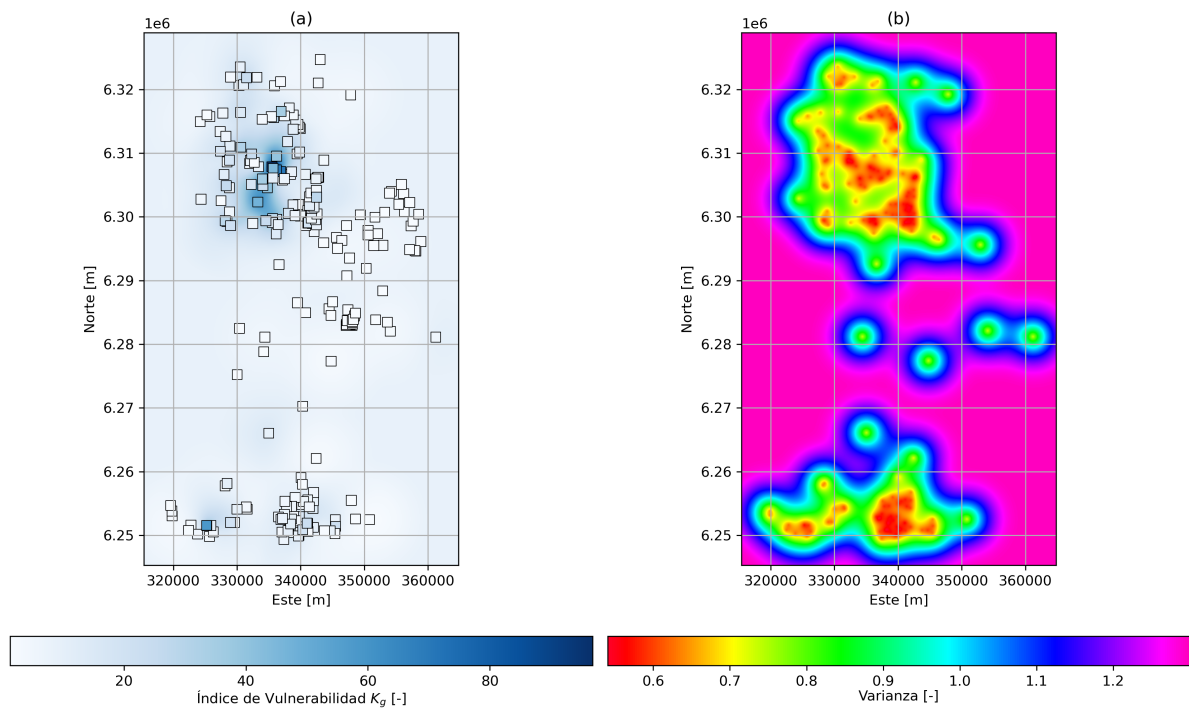 (a)
1e6
6.32
6.31
6.30
6.29
6.28
6.27
6.26
6.25
Norte [m]
320000 330000 340000 350000 360000
Este [m]
20 40 60 80
Índice de Vulnerabilidad Kg [-]
(b)
1e6
6.32
6.31
6.30
6.29
6.28
6.27
6.26
6.25
Norte [m]
320000 330000 340000 350000 360000
Este [m]
0.6 0.7 0.8 0.9 1.0 1.1 1.2
Varianza [-]